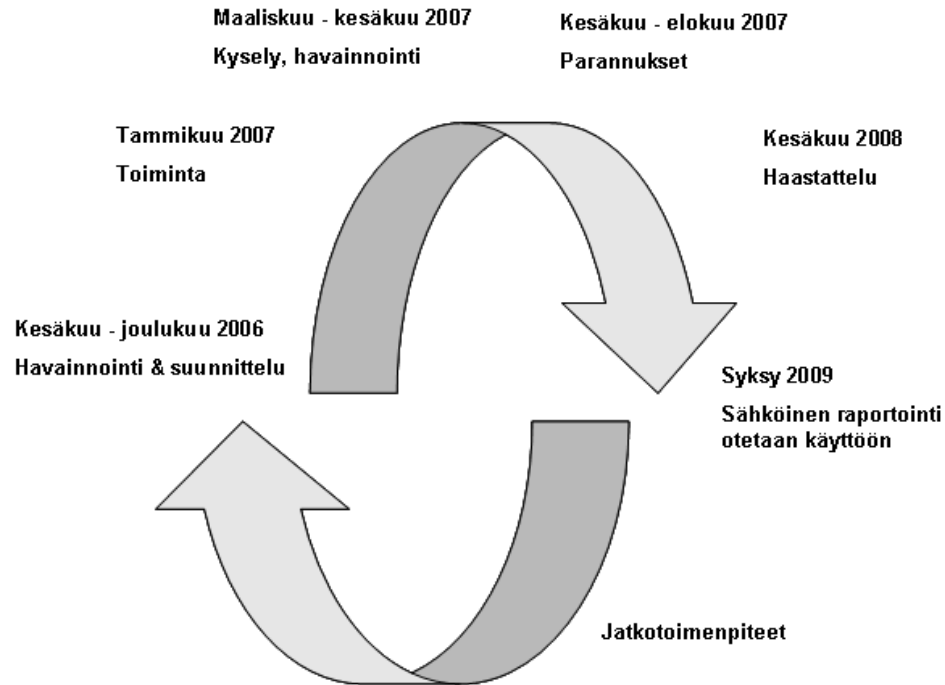 Maaliskuu - kesäkuu 2007
Kysely, havainnointi
Kesäkuu - elokuu 2007
Parannukset
Tammikuu 2007
Toiminta
Kesäkuu 2008
Haastattelu
Kesäkuu - joulukuu 2006
Havainnointi & suunnittelu
Syksy 2009
Sähköinen raportointi
otetaan käyttöön
Jatkotoimenpiteet